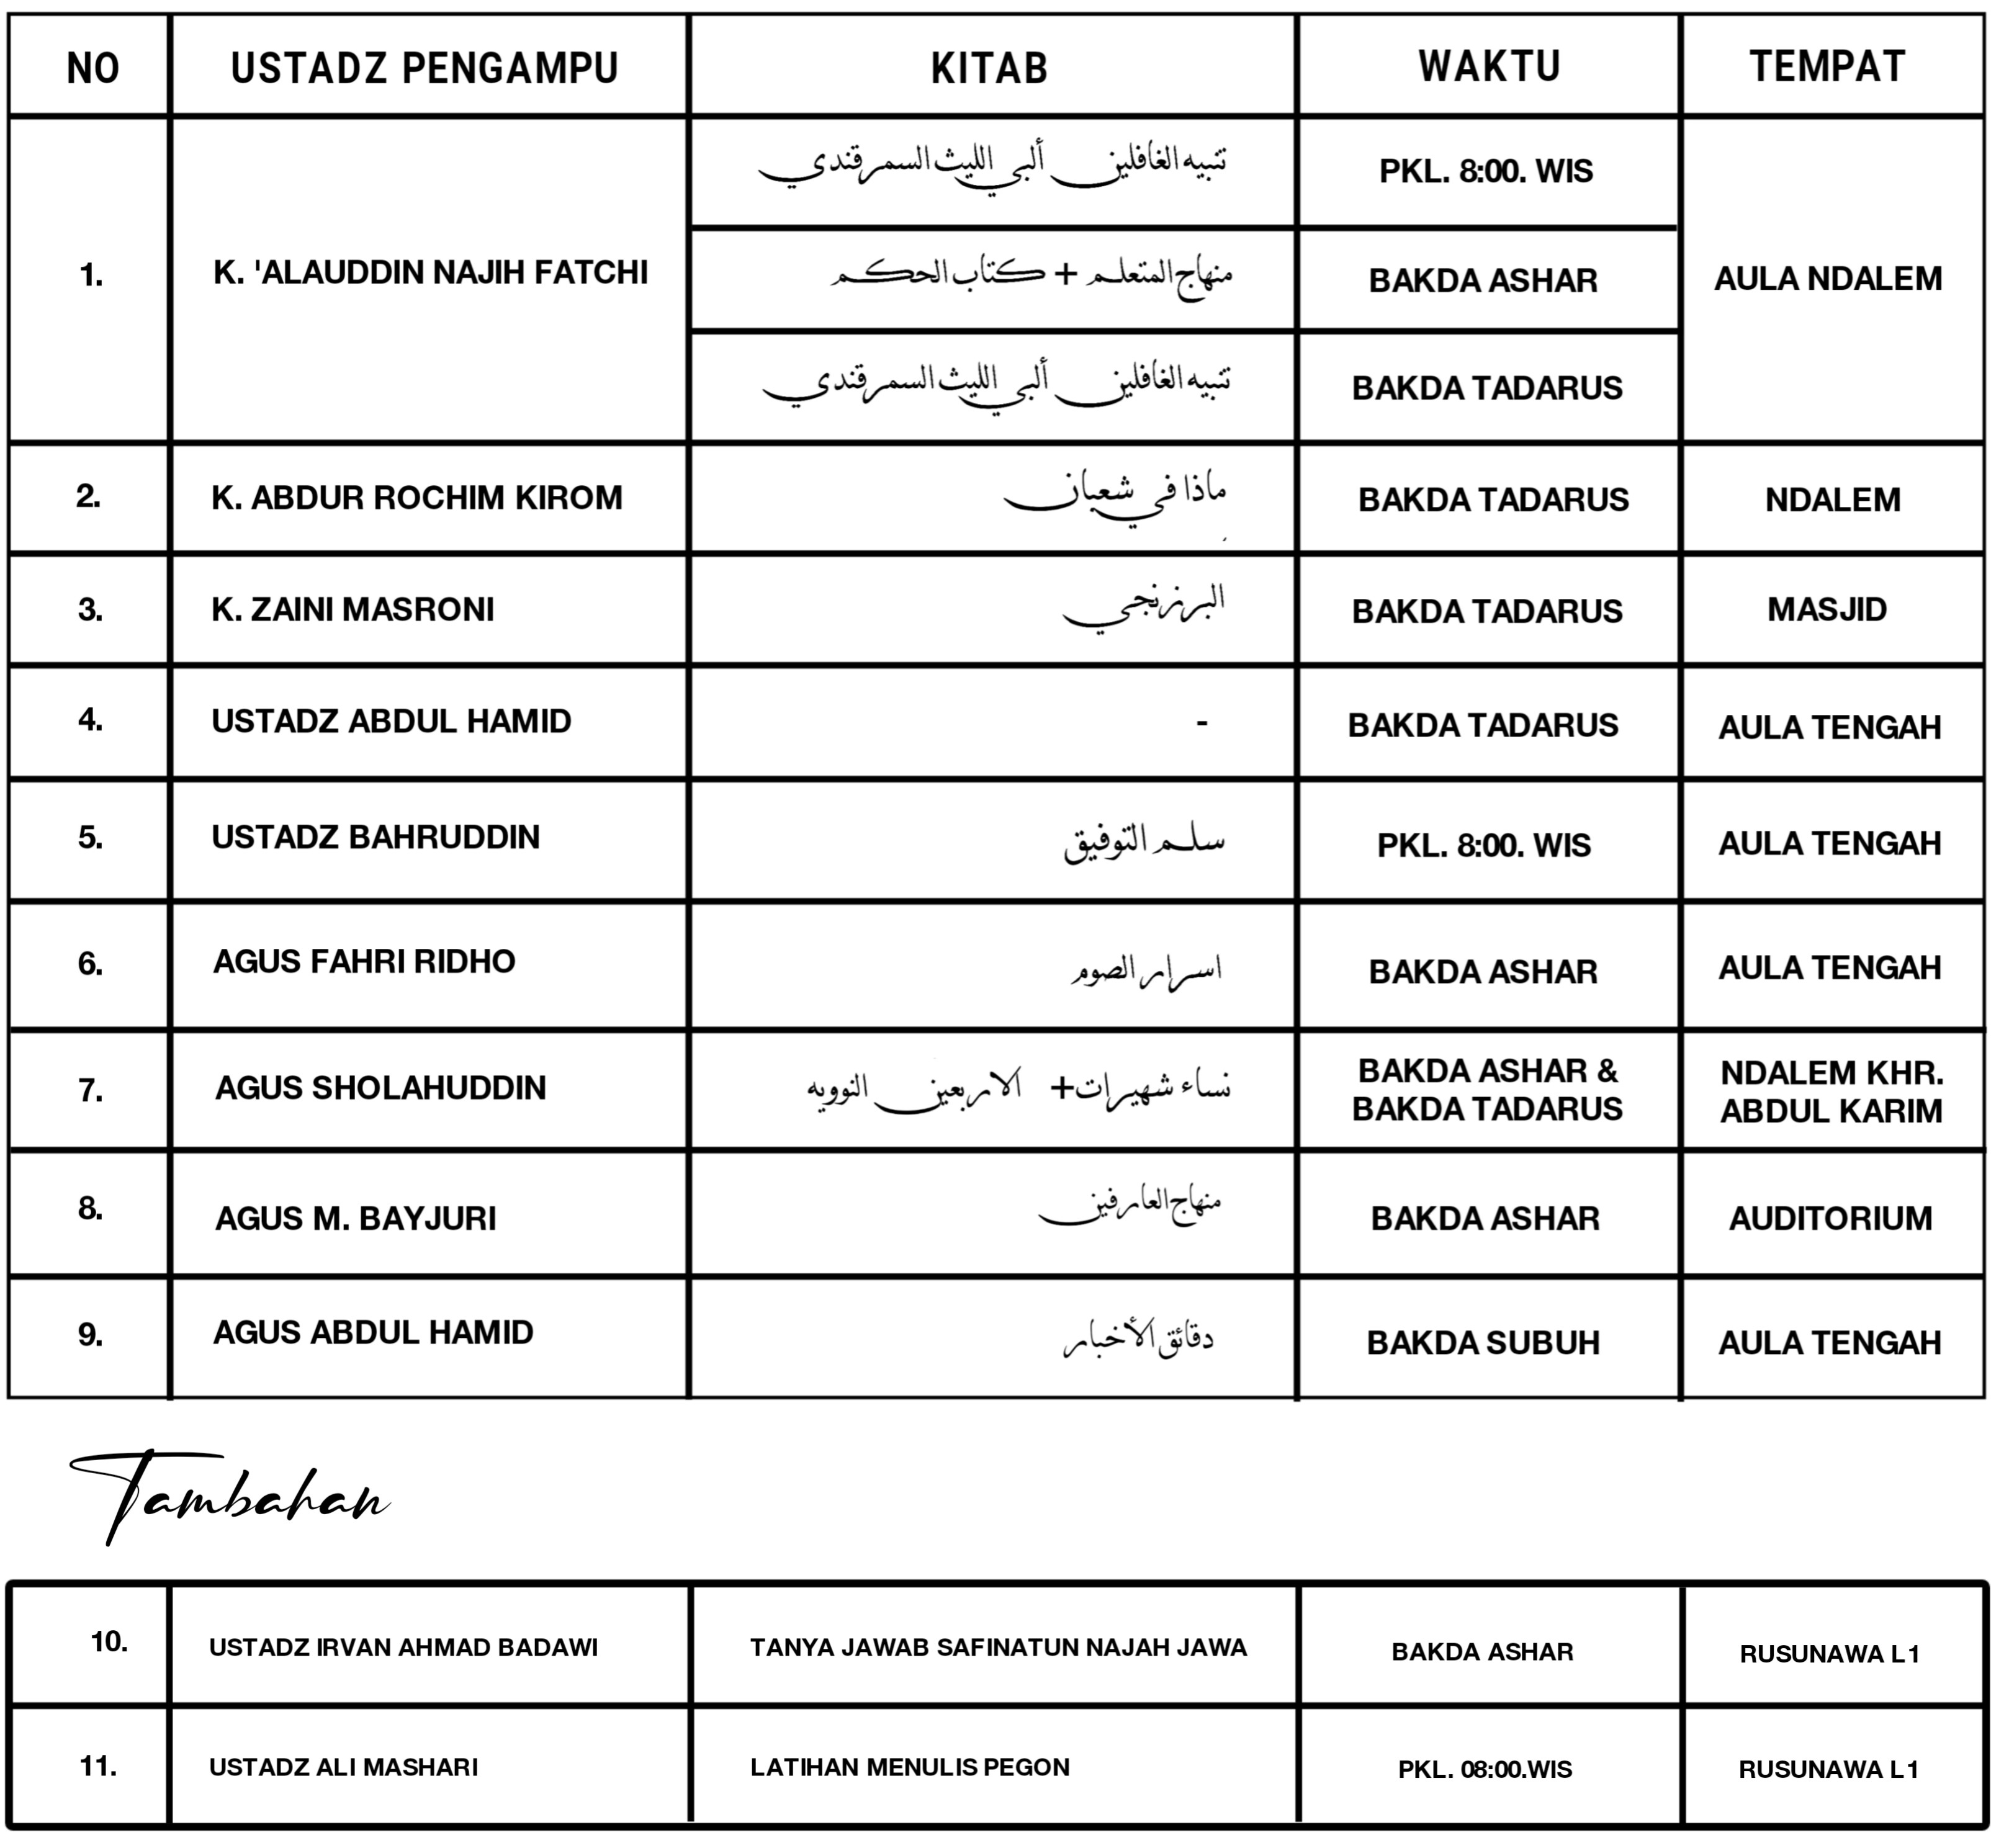 NO USTADZ PENGAMPU KITAB WAKTU TEMPAT
تنبيه الغافلين ألبي الليث السمرقندي PKL. 8:00. WIS
1. K. 'ALAUDDIN NAJIH FATCHI منهاج المتعلم + كتاب الحكم BAKDA ASHAR AULA NDALEM
تنبيه الغافلين ألبي الليث السمرقندي BAKDA TADARUS
2. K. ABDUR ROCHIM KIROM ماذا في شعبان BAKDA TADARUS NDALEM
3. K. ZAINI MASRONI البرزنجي BAKDA TADARUS MASJID
4. USTADZ ABDUL HAMID - BAKDA TADARUS AULA TENGAH
5. USTADZ BAHRUDDIN سلم التوفيق PKL. 8:00. WIS AULA TENGAH
6. AGUS FAHRI RIDHO اسرار الصوم BAKDA ASHAR AULA TENGAH
7. AGUS SHOLAHUDDIN نساء شهيرات+ الاربعين النوويه BAKDA ASHAR & NDALEM KHR.
BAKDA TADARUS ABDUL KARIM
8. AGUS M. BAYJURI منهاج العارفين BAKDA ASHAR AUDITORIUM
9. AGUS ABDUL HAMID دقائق الأخبار BAKDA SUBUH AULA TENGAH
Tambahan
10. USTADZ IRVAN AHMAD BADAWI TANYA JAWAB SAFINATUN NAJAH JAWA BAKDA ASHAR RUSUNAWA L1
11. USTADZ ALI MASHARI LATIHAN MENULIS PEGON PKL. 08:00.WIS RUSUNAWA L1